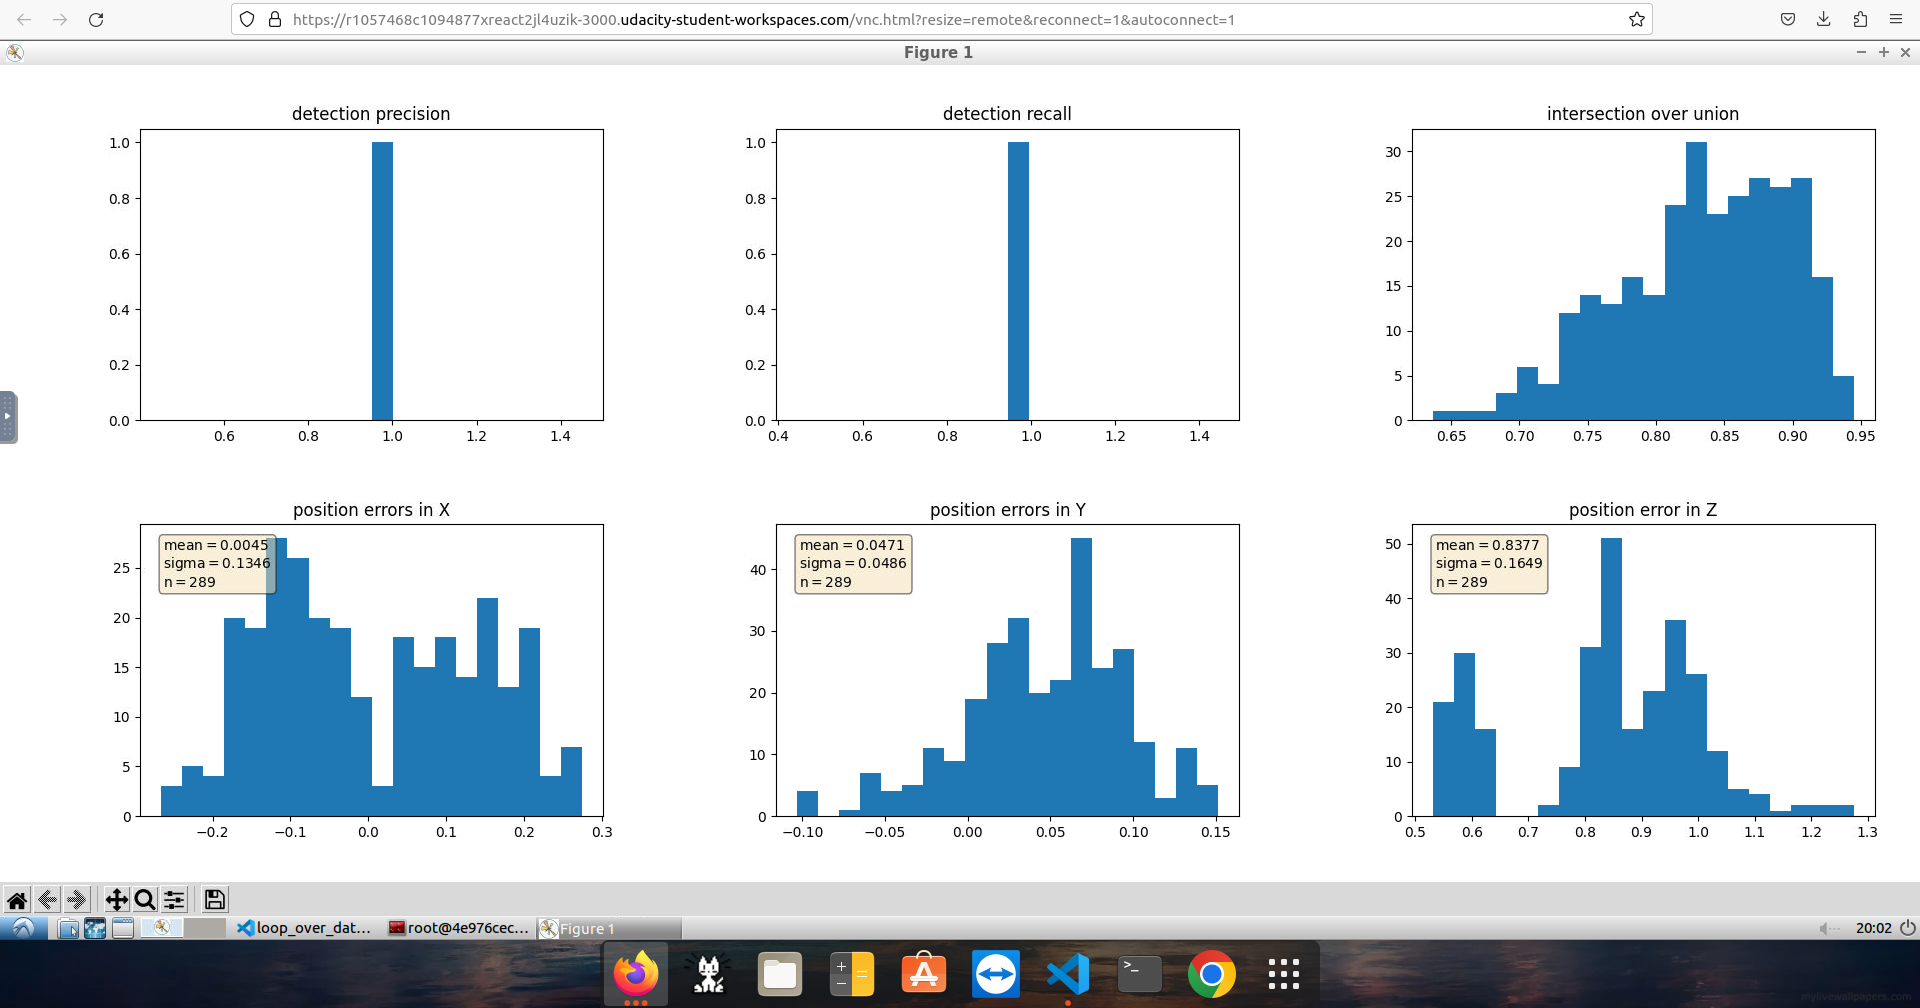 https://r1057468c1094877xreact2jl4uzik-3000.udacity-student-workspaces.com/vnc.html?resize=remote&reconnect=1&autoconnect=1
Figure 1
detection precision
1.0
0.8
0.6
0.4
0.2
0.0
0.6 0.8 1.0 1.2 1.4
detection recall
1.0
0.8
0.6
0.4
0.2
0.0
0.4 0.6 0.8 1.0 1.2 1.4
intersection over union
30
25
20
15
10
5
0
0.65 0.70 0.75 0.80 0.85 0.90 0.95
position errors in X
mean = 0.0045
sigma = 0.1346
n = 289
25
20
15
10
5
0
−0.2 −0.1 0.0 0.1 0.2 0.3
position errors in Y
mean = 0.0471
sigma = 0.0486
n = 289
40
30
20
10
0
−0.10 −0.05 0.00 0.05 0.10 0.15
position error in Z
mean = 0.8377
sigma = 0.1649
n = 289
50
40
30
20
10
0
0.5 0.6 0.7 0.8 0.9 1.0 1.1 1.2 1.3
loop_over_dat...
root@4e976cec...
Figure 1
20:02
mylivewallpapers.com